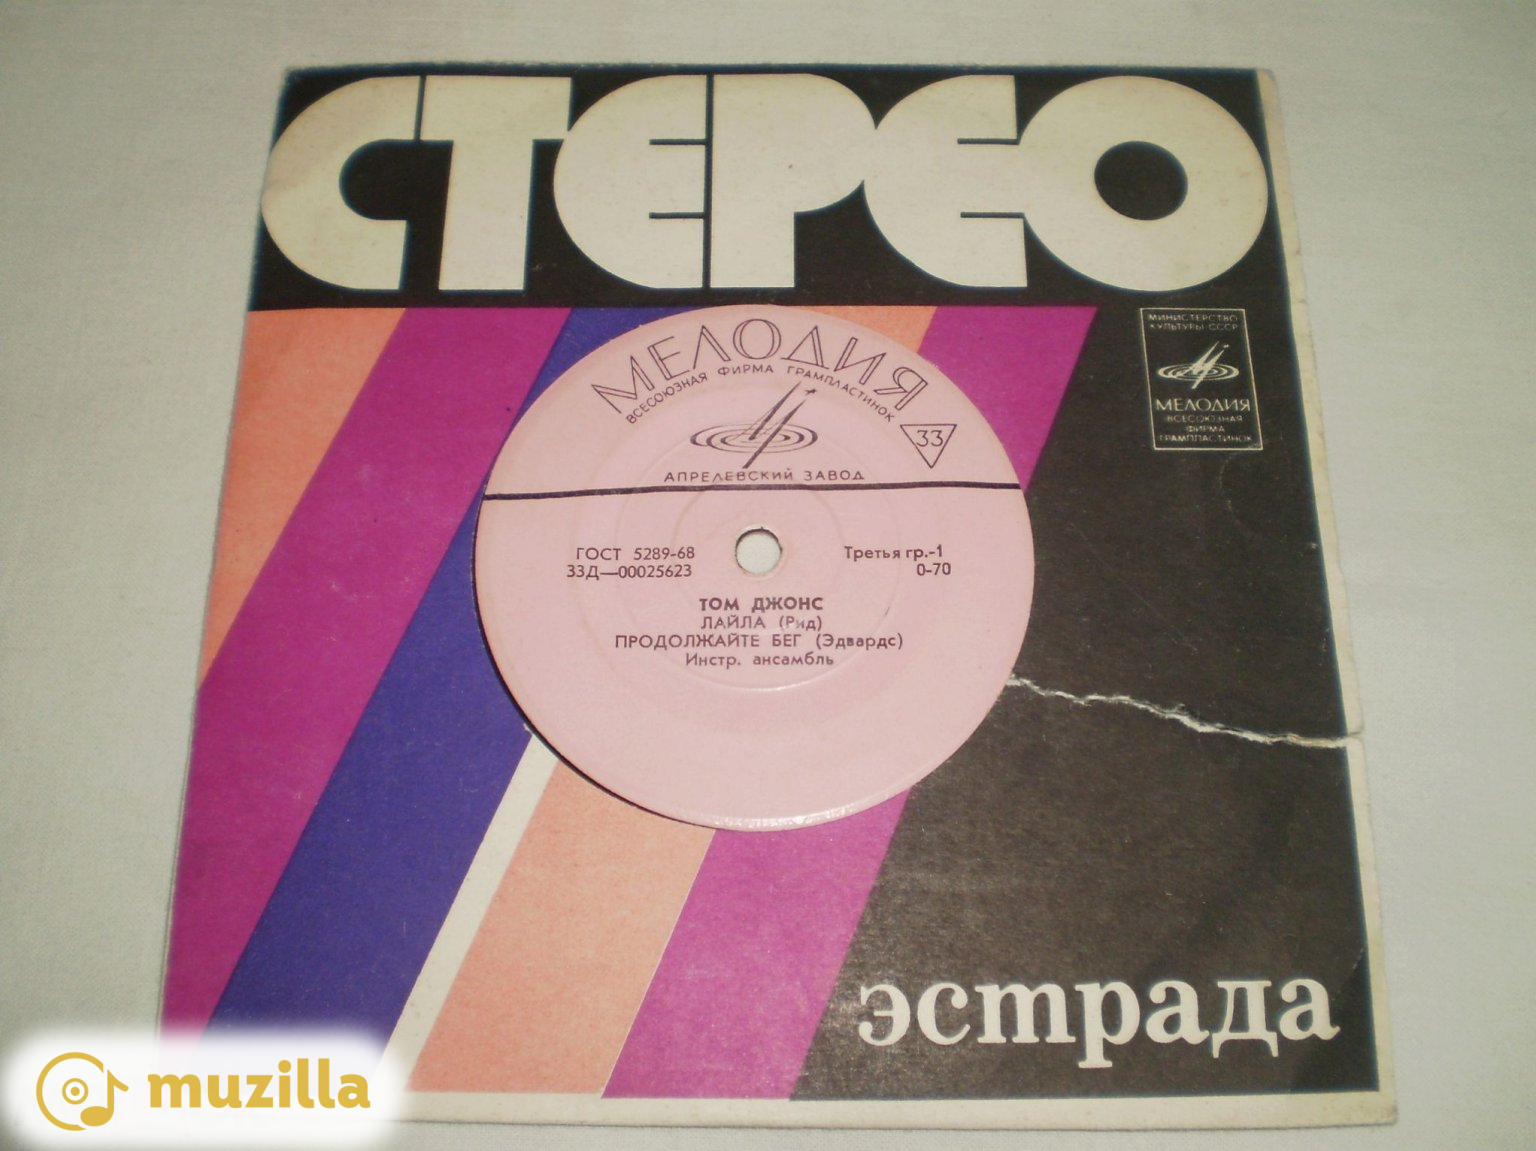 СТЕРЕО
МИНИСТЕРСТВО
КУЛЬТУРЫ СССР
МЕЛОДИЯ
ВСЕСОЮЗНАЯ
ФИРМА
ГРАМПЛАСТИНОК
МЕЛОДИЯ
ВСЕСОЮЗНАЯ ФИРМА ГРАМПЛАСТИНОК
33
АПРЕЛЕВСКИЙ ЗАВОД
ГОСТ 5289-68
Третья гр.-1
33Д—00025623
0-70
ТОМ ДЖОНС
ЛАЙЛА (Рид)
ПРОДОЛЖАЙТЕ БЕГ (Эдвардс)
Инстр. ансамбль
эстрада
muzilla